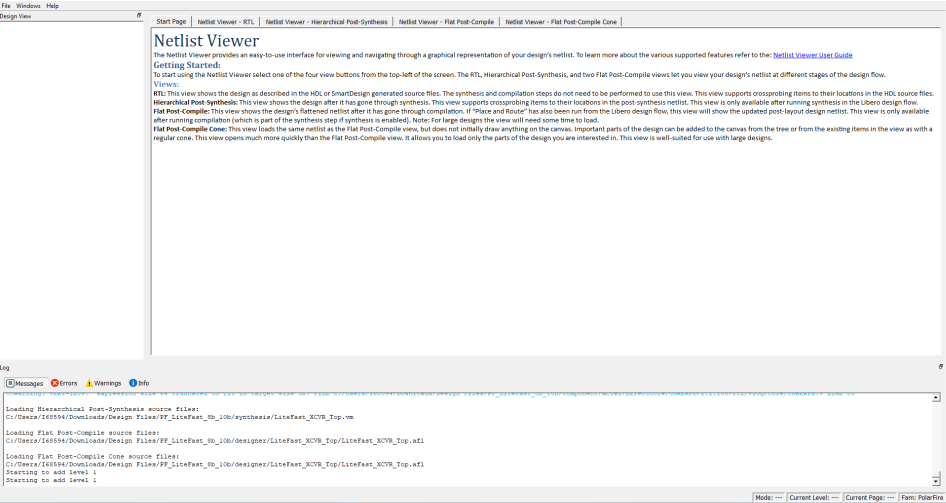 File Windows Help
Design View
Start Page Netlist Viewer - RTL Netlist Viewer - Hierarchical Post-Synthesis Netlist Viewer - Flat Post-Compile Netlist Viewer - Flat Post-Compile Cone
Netlist Viewer
The Netlist Viewer provides an easy-to-use interface for viewing and navigating through a graphical representation of your design's netlist. To learn more about the various supported features refer to the: Netlist Viewer User Guide
Getting Started:
To start using the Netlist Viewer select one of the four view buttons from the top-left of the screen. The RTL, Hierarchical Post-Synthesis, and two Flat Post-Compile views let you view your design's netlist at different stages of the design flow.
Views:
RTL: This view shows the design as described in the HDL or SmartDesign generated source files. The synthesis and compilation steps do not need to be performed to use this view. This view supports crossprobing items to their locations in the HDL source files.
Hierarchical Post-Synthesis: This view shows the design after it has gone through synthesis. This view supports crossprobing items to their locations in the post-synthesis netlist. This view is only available after running synthesis in the Libero design flow.
Flat Post-Compile: This view shows the design's flattened netlist after it has gone through compilation. If "Place and Route" has also been run from the Libero design flow, this view will show the updated post-layout design netlist. This view is only available
after running compilation (which is part of the synthesis step if synthesis is enabled). Note: For large designs the view will need some time to load.
Flat Post-Compile Cone: This view loads the same netlist as the Flat Post-Compile view, but does not initially draw anything on the canvas. Important parts of the design can be added to the canvas from the tree or from the existing items in the view as with a
regular cone. This view opens much more quickly than the Flat Post-Compile view. It allows you to load only the parts of the design you are interested in. This view is well-suited for use with large designs.
Log
Messages Errors Warnings Info
Loading Hierarchical Post-Synthesis source files:
C:/Users/I68594/Downloads/Design Files/PF_LiteFast_8b_10b/synthesis/LiteFast_XCVR_Top.vm
Loading Flat Post-Compile source files:
C:/Users/I68594/Downloads/Design Files/PF_LiteFast_8b_10b/designer/LiteFast_XCVR_Top/LiteFast_XCVR_Top.afl
Loading Flat Post-Compile Cone source files:
C:/Users/I68594/Downloads/Design Files/PF_LiteFast_8b_10b/designer/LiteFast_XCVR_Top/LiteFast_XCVR_Top.afl
Starting to add level 1
Starting to add level 1
Mode: --- Current Level: --- Current Page: --- Fam: PolarFire